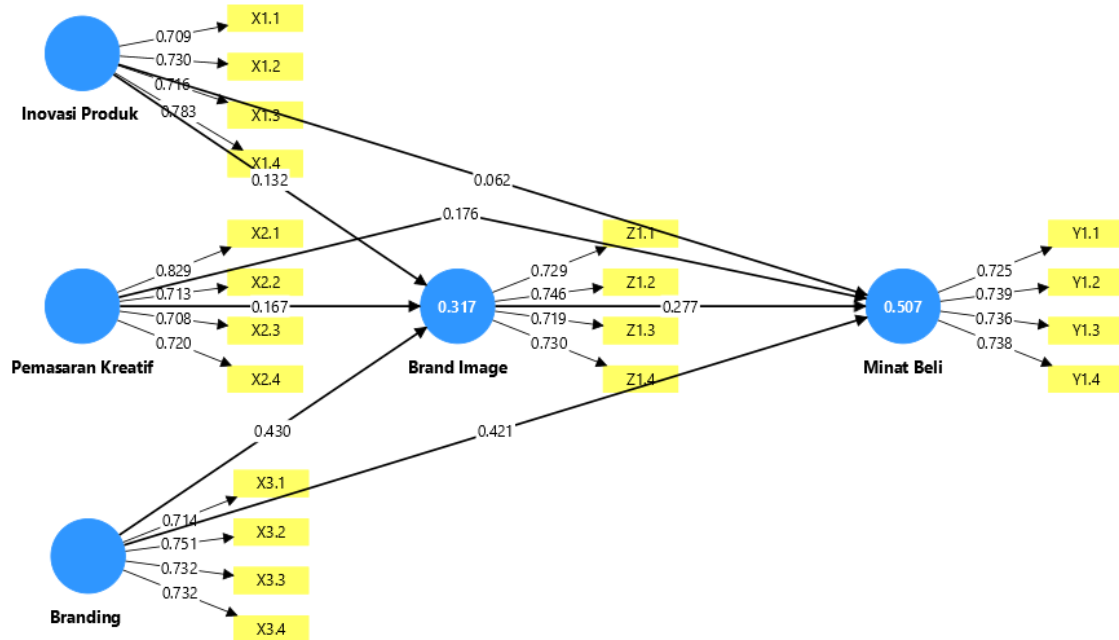 X1.1
0.709
0.730
X1.2
0.716
X1.3
0.783
Inovasi Produk
X1.4
0.132
0.062
0.176
X2.1
0.829
X2.2
0.713
0.167
0.708
X2.3
0.720
X2.4
Pemasaran Kreatif
Z1.1
0.729
Z1.2
0.746
0.317
0.277
0.719
Z1.3
0.730
Z1.4
Brand Image
Y1.1
0.725
Y1.2
0.739
0.507
0.736
Y1.3
0.738
Y1.4
Minat Beli
0.430
0.421
X3.1
0.714
X3.2
0.751
0.732
X3.3
0.732
X3.4
Branding